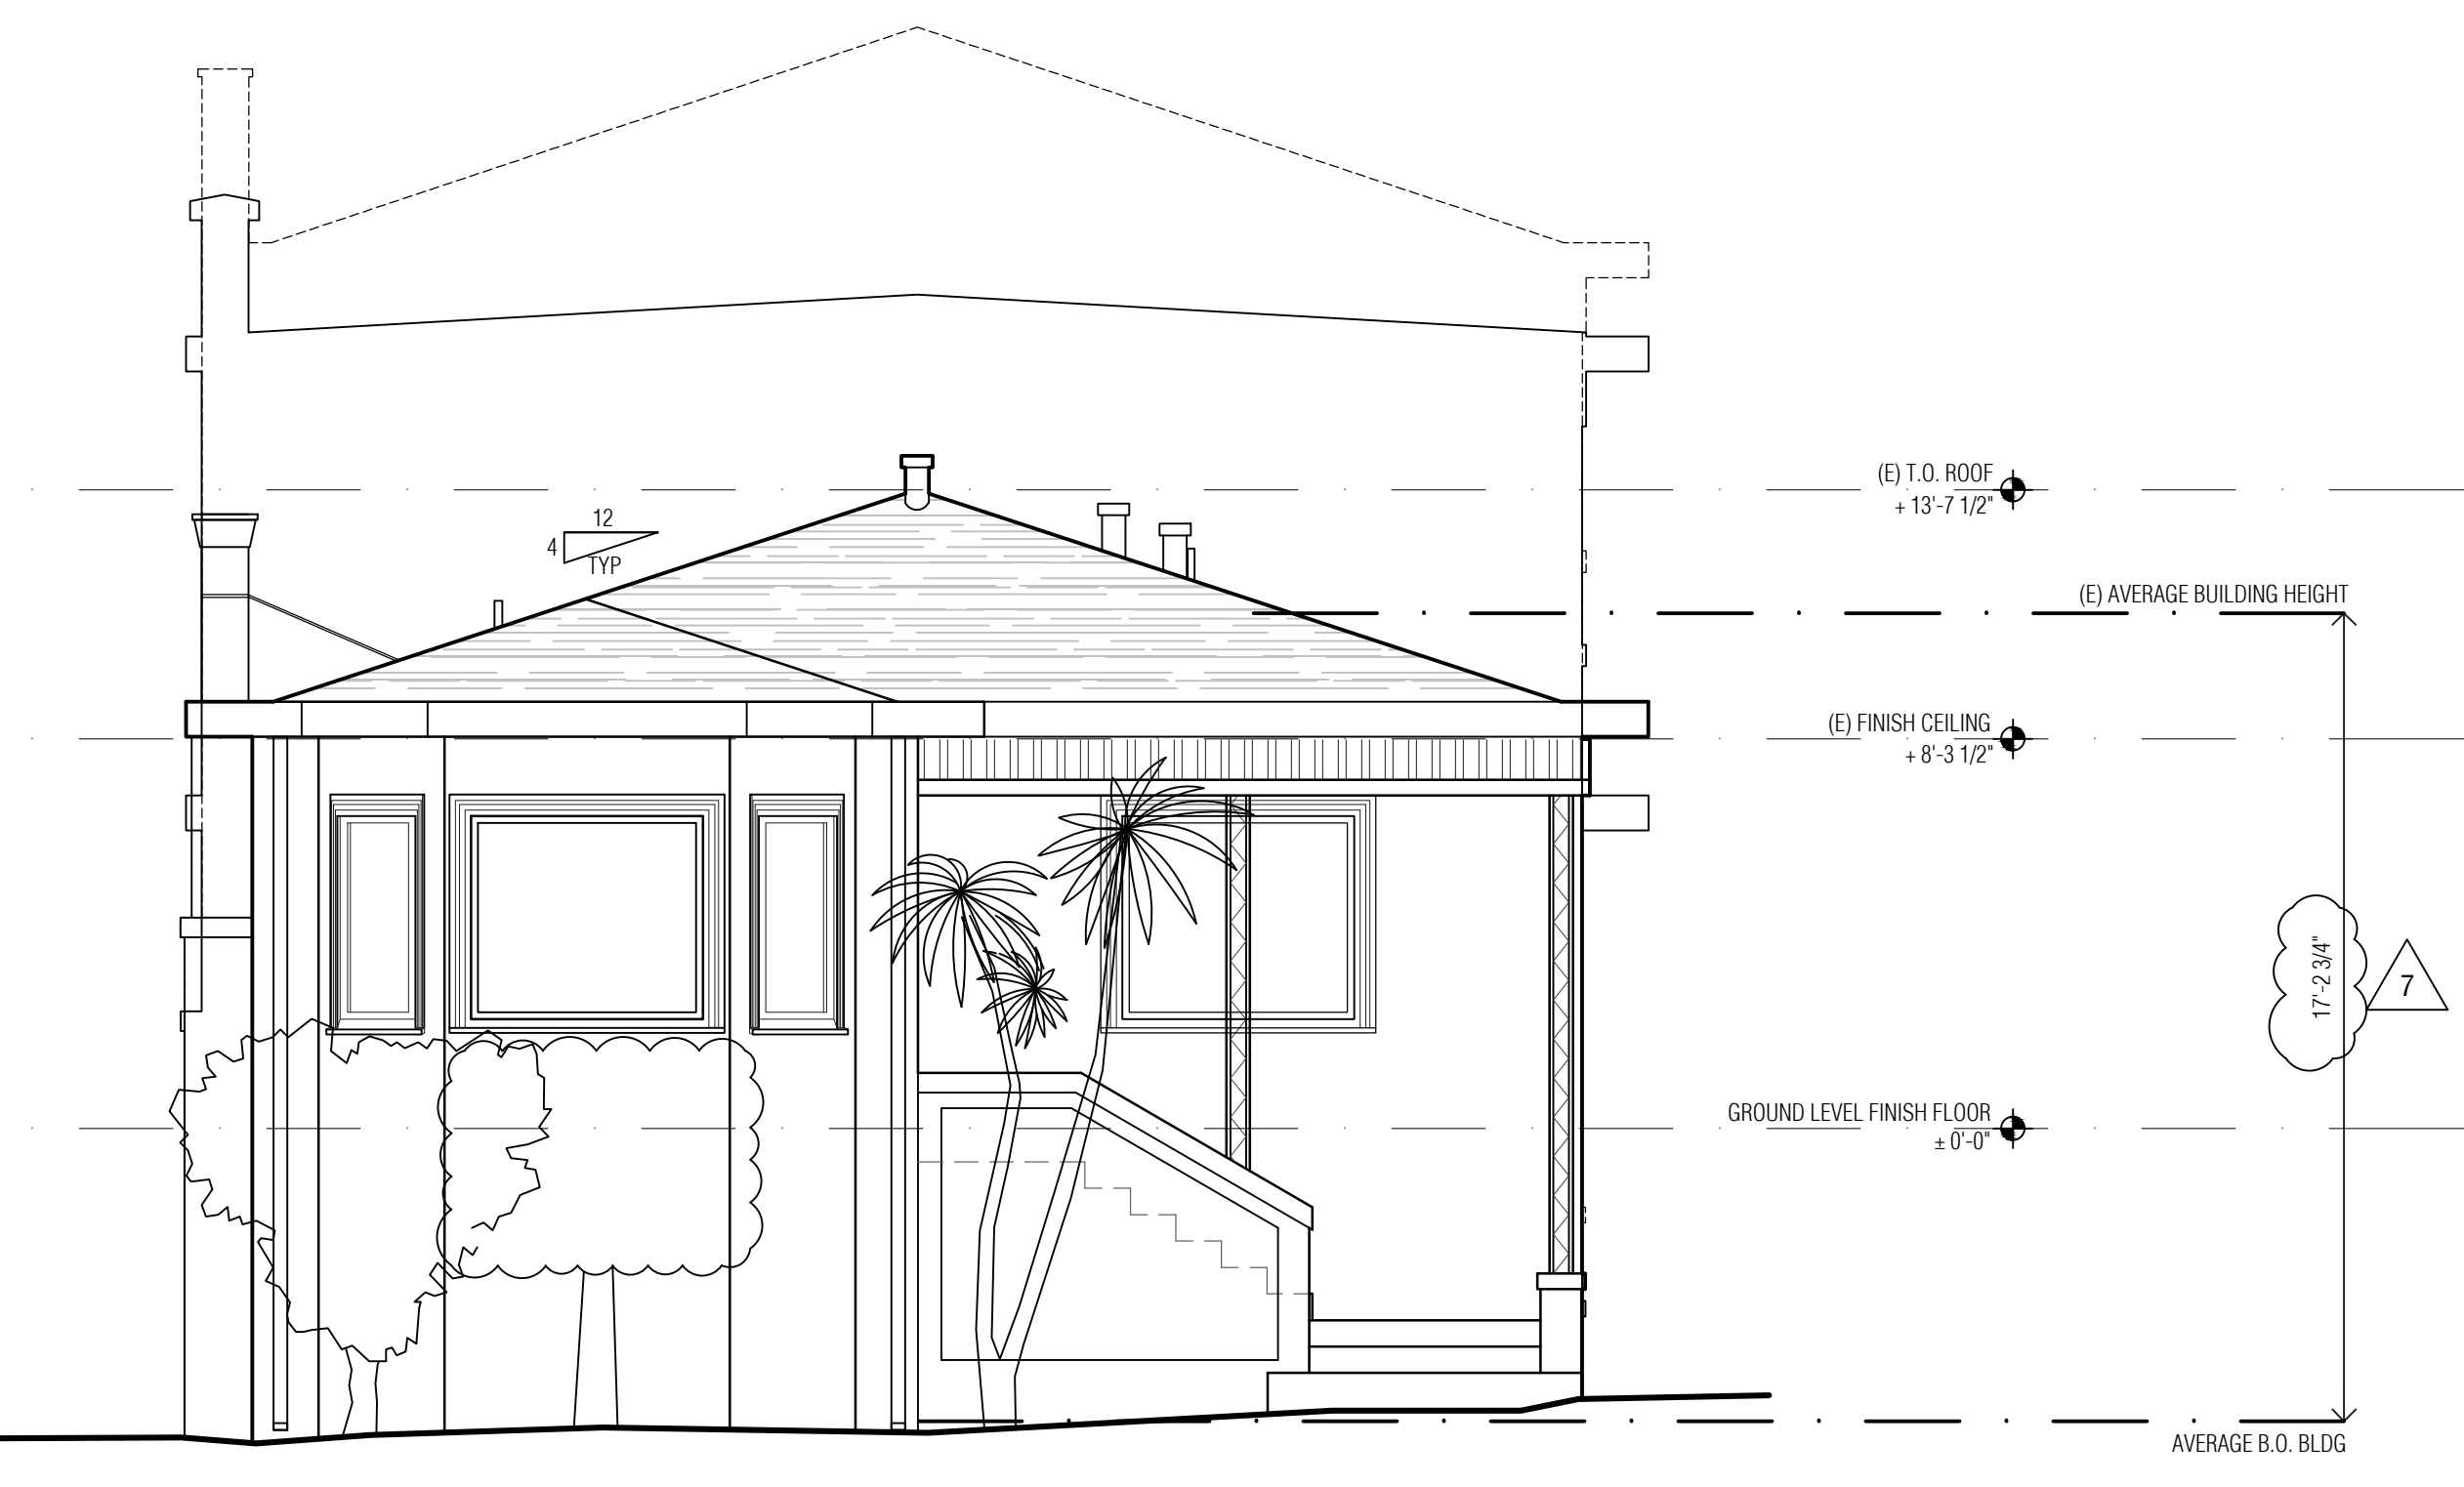 (E) T.O. ROOF
+ 13'-7 1/2"
12
4
TYP
(E) AVERAGE BUILDING HEIGHT
(E) FINISH CEILING
+ 8'-3 1/2"
17'-2 3/4"
7
GROUND LEVEL FINISH FLOOR
± 0'-0"
AVERAGE B.O. BLDG